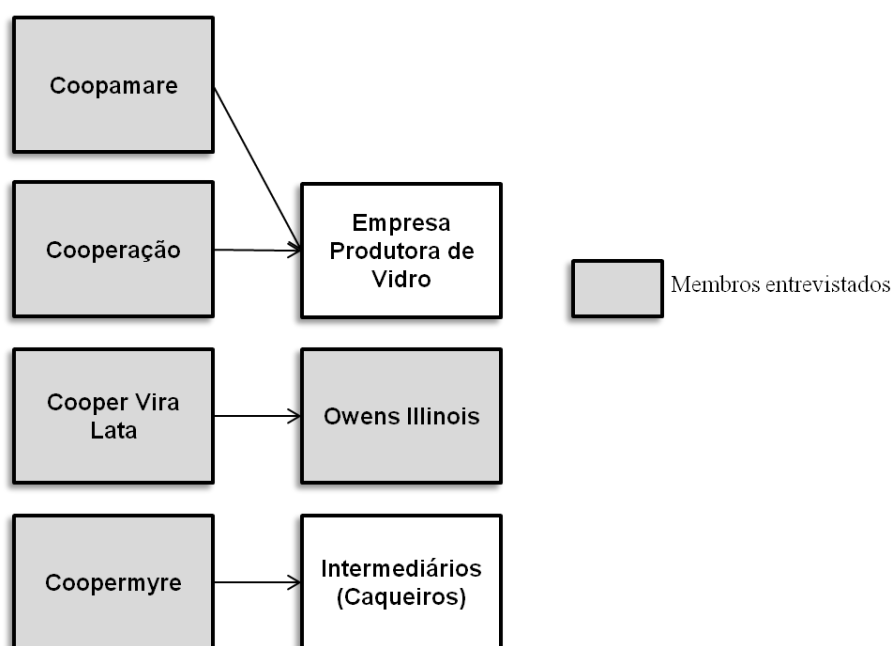 Coopamare
Cooperação
Empresa
Produtora de
Vidro
Membros entrevistados
Cooper Vira
Lata
Owens Illinois
Coopermyre
Intermediários
(Caqueiros)